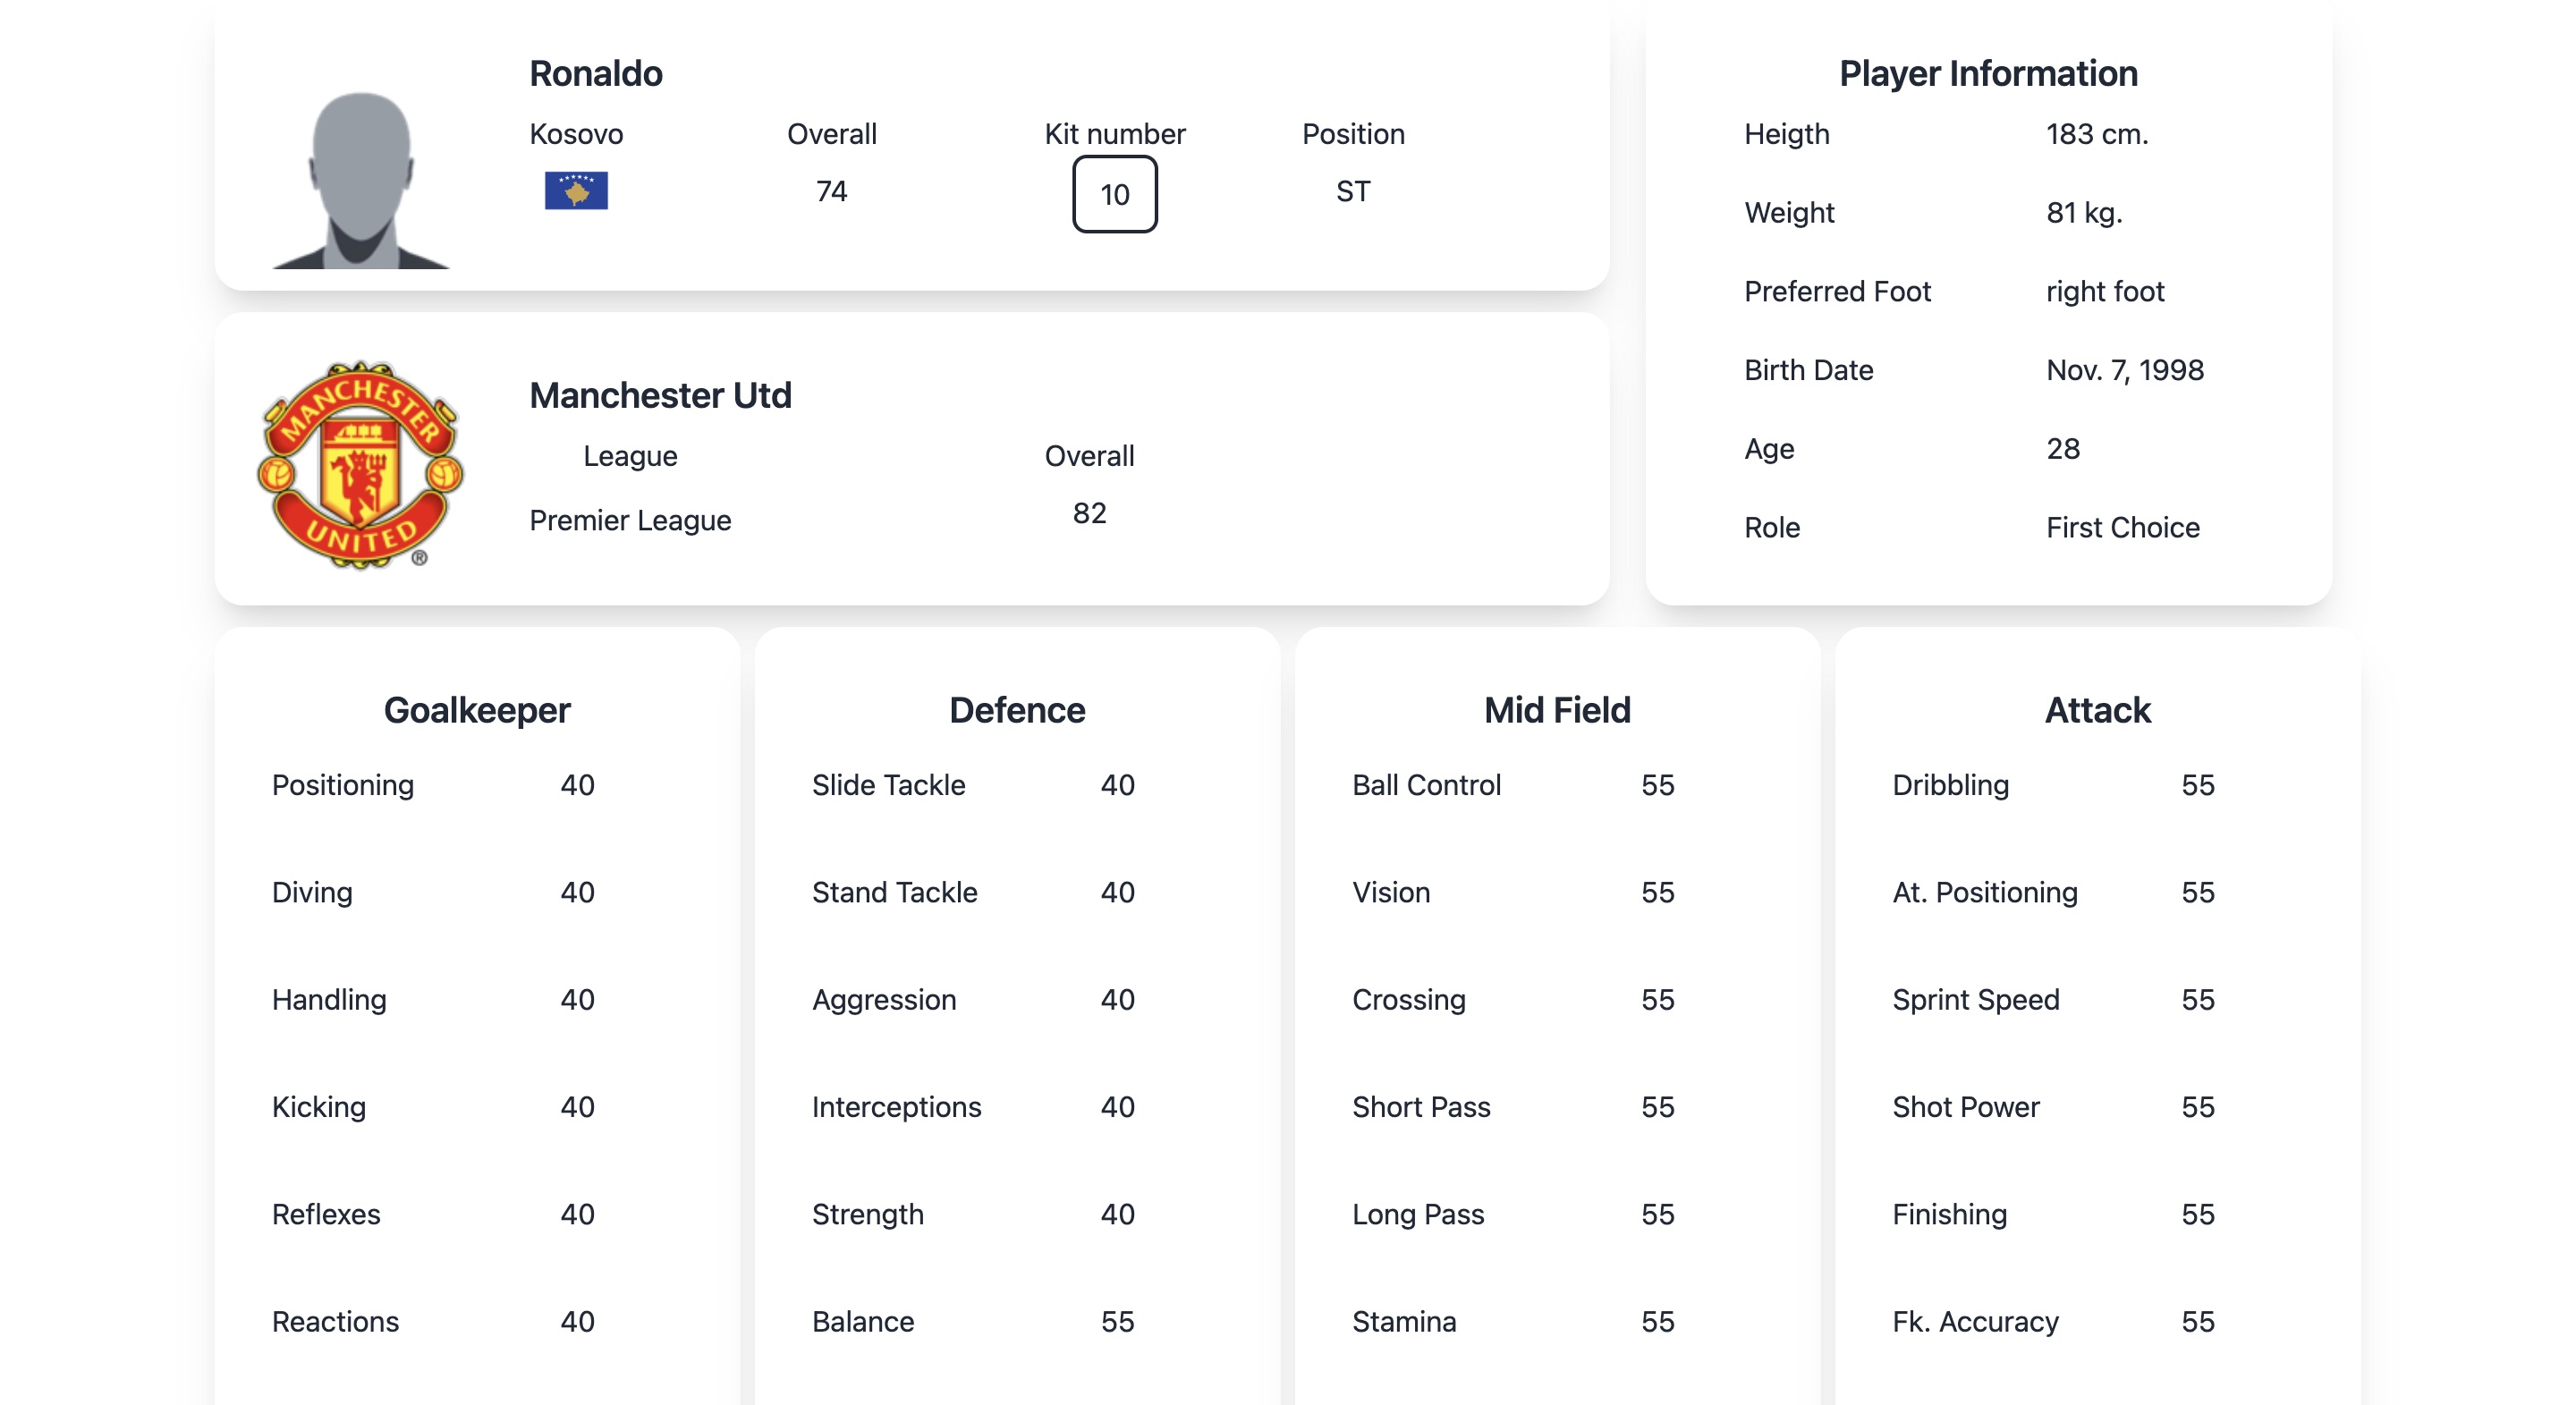 Ronaldo
Kosovo Overall Kit number Position
74 10 ST
Player Information
Heigth 183 cm.
Weight 81 kg.
Preferred Foot right foot
Birth Date Nov. 7, 1998
Age 28
Role First Choice
MANCHESTER
UNITED
®
Manchester Utd
League Overall
Premier League 82
Goalkeeper
Positioning 40
Diving 40
Handling 40
Kicking 40
Reflexes 40
Reactions 40
Defence
Slide Tackle 40
Stand Tackle 40
Aggression 40
Interceptions 40
Strength 40
Balance 55
Mid Field
Ball Control 55
Vision 55
Crossing 55
Short Pass 55
Long Pass 55
Stamina 55
Attack
Dribbling 55
At. Positioning 55
Sprint Speed 55
Shot Power 55
Finishing 55
Fk. Accuracy 55